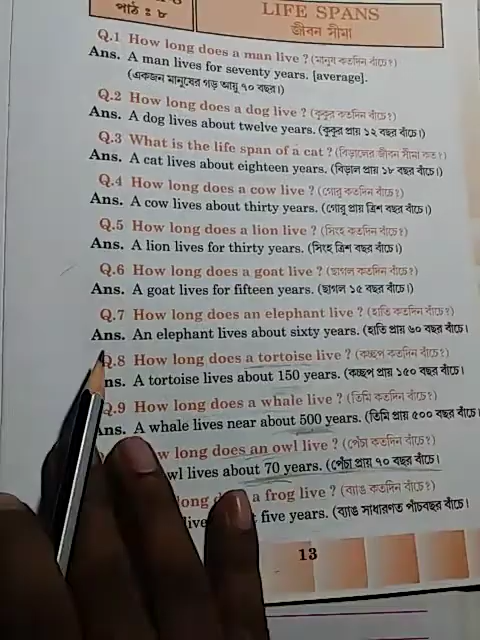 পাঠ : ৮
LIFE SPANS
জীবন সীমা
Q.1 How long does a man live ? (মানুষ কতদিন বাঁচে?)
Ans. A man lives for seventy years. [average].
(একজন মানুষের গড় আয়ু ৭০ বছর।)
Q.2 How long does a dog live ? (কুকুর কতদিন বাঁচে?)
Ans. A dog lives about twelve years. (কুকুর প্রায় ১২ বছর বাঁচে।)
Q.3 What is the life span of a cat ? (বিড়ালের জীবন সীমা কত?)
Ans. A cat lives about eighteen years. (বিড়াল প্রায় ১৮ বছর বাঁচে।)
Q.4 How long does a cow live ? (গোরু কতদিন বাঁচে?)
Ans. A cow lives about thirty years. (গোরু প্রায় ত্রিশ বছর বাঁচে।)
Q.5 How long does a lion live ? (সিংহ কতদিন বাঁচে?)
Ans. A lion lives for thirty years. (সিংহ ত্রিশ বছর বাঁচে।)
Q.6 How long does a goat live ? (ছাগল কতদিন বাঁচে?)
Ans. A goat lives for fifteen years. (ছাগল ১৫ বছর বাঁচে।)
Q.7 How long does an elephant live ? (হাতি কতদিন বাঁচে?)
Ans. An elephant lives about sixty years. (হাতি প্রায় ৬০ বছর বাঁচে।
Q.8 How long does a tortoise live ? (কচ্ছপ কতদিন বাঁচে?)
ns. A tortoise lives about 150 years. (কচ্ছপ প্রায় ১৫০ বছর বাঁচে।
Q.9 How long does a whale live ? (তিমি কতদিন বাঁচে?)
Ans. A whale lives near about 500 years. (তিমি প্রায় ৫০০ বছর বাঁচে
w long does an owl live ? (পেঁচা কতদিন বাঁচে?)
wl lives about 70 years. (পেঁচা প্রায় ৭০ বছর বাঁচে।
long d a frog live ? (ব্যাঙ কতদিন বাঁচে?)
live t five years. (ব্যাঙ সাধারণত পাঁচবছর বাঁচে।
13